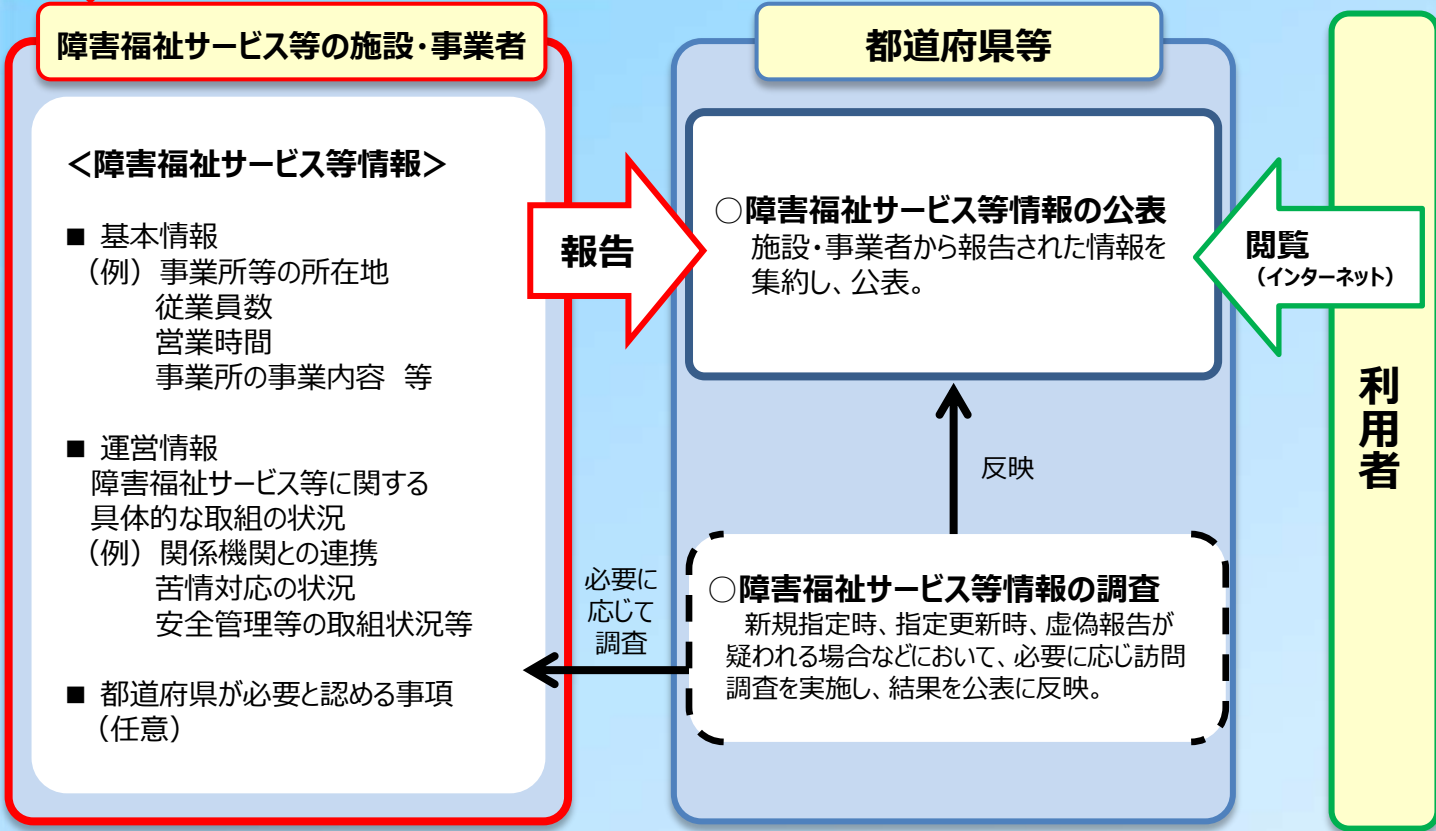 障害福祉サービス等の施設・事業者
＜障害福祉サービス等情報＞
■ 基本情報
（例）事業所等の所在地
従業員数
営業時間
事業所の事業内容 等
■ 運営情報
障害福祉サービス等に関する
具体的な取組の状況
（例）関係機関との連携
苦情対応の状況
安全管理等の取組状況等
■ 都道府県が必要と認める事項
（任意）
報告
必要に
応じて
調査
都道府県等
○障害福祉サービス等情報の公表
施設・事業者から報告された情報を
集約し、公表。
反映
○障害福祉サービス等情報の調査
新規指定時、指定更新時、虚偽報告が
疑われる場合などにおいて、必要に応じ訪問
調査を実施し、結果を公表に反映。
閲覧
（インターネット）
利用者